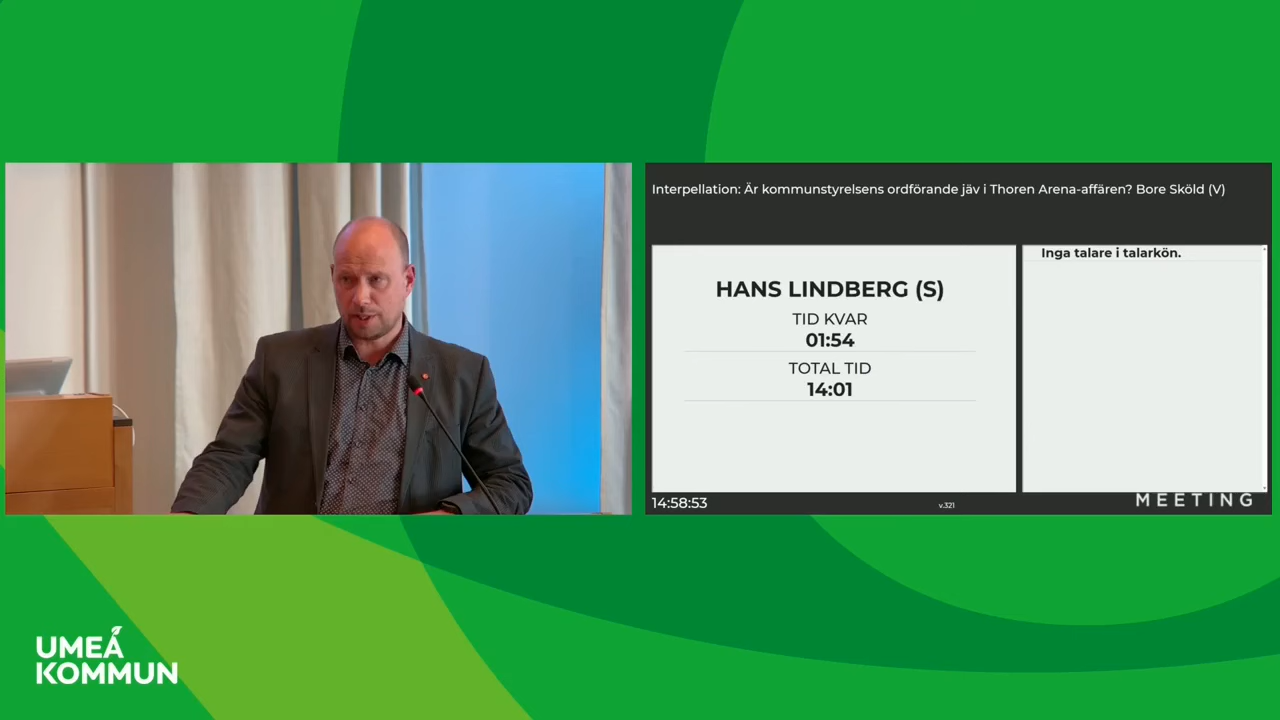 Interpellation: Är kommunstyrelsens ordförande jäv i Thoren Arena-affären? Bore Sköld (V)
HANS LINDBERG (S)
TID KVAR
01:54
TOTAL TID
14:01
Inga talare i talarkön.
14:58:53
v.321
MEETING
UMEÅ
KOMMUN